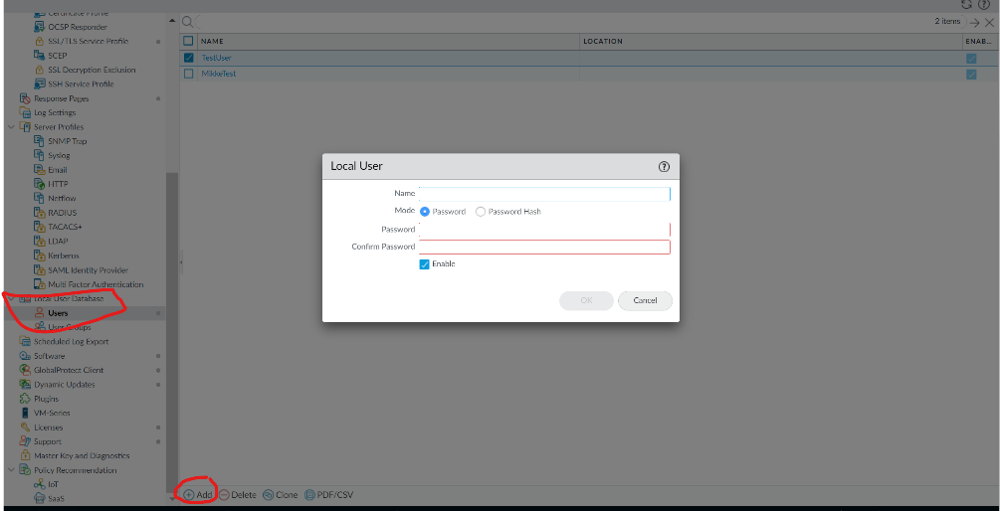 Certificate Profile
OCSP Responder
SSL/TLS Service Profile
SCEP
SSL Decryption Exclusion
SSH Service Profile
Response Pages
Log Settings
Server Profiles
SNMP Trap
Syslog
Email
HTTP
Netflow
RADIUS
TACACS+
LDAP
Kerberos
SAML Identity Provider
Multi Factor Authentication
Local User Database
Users
User Groups
Scheduled Log Export
Software
GlobalProtect Client
Dynamic Updates
Plugins
VM-Series
Licenses
Support
Master Key and Diagnostics
Policy Recommendation
IoT
SaaS
2 items
NAME LOCATION ENAB...
TestUser
MikkeTest
Local User
Name
Mode Password Password Hash
Password
Confirm Password
Enable
OK Cancel
Add Delete Clone PDF/CSV